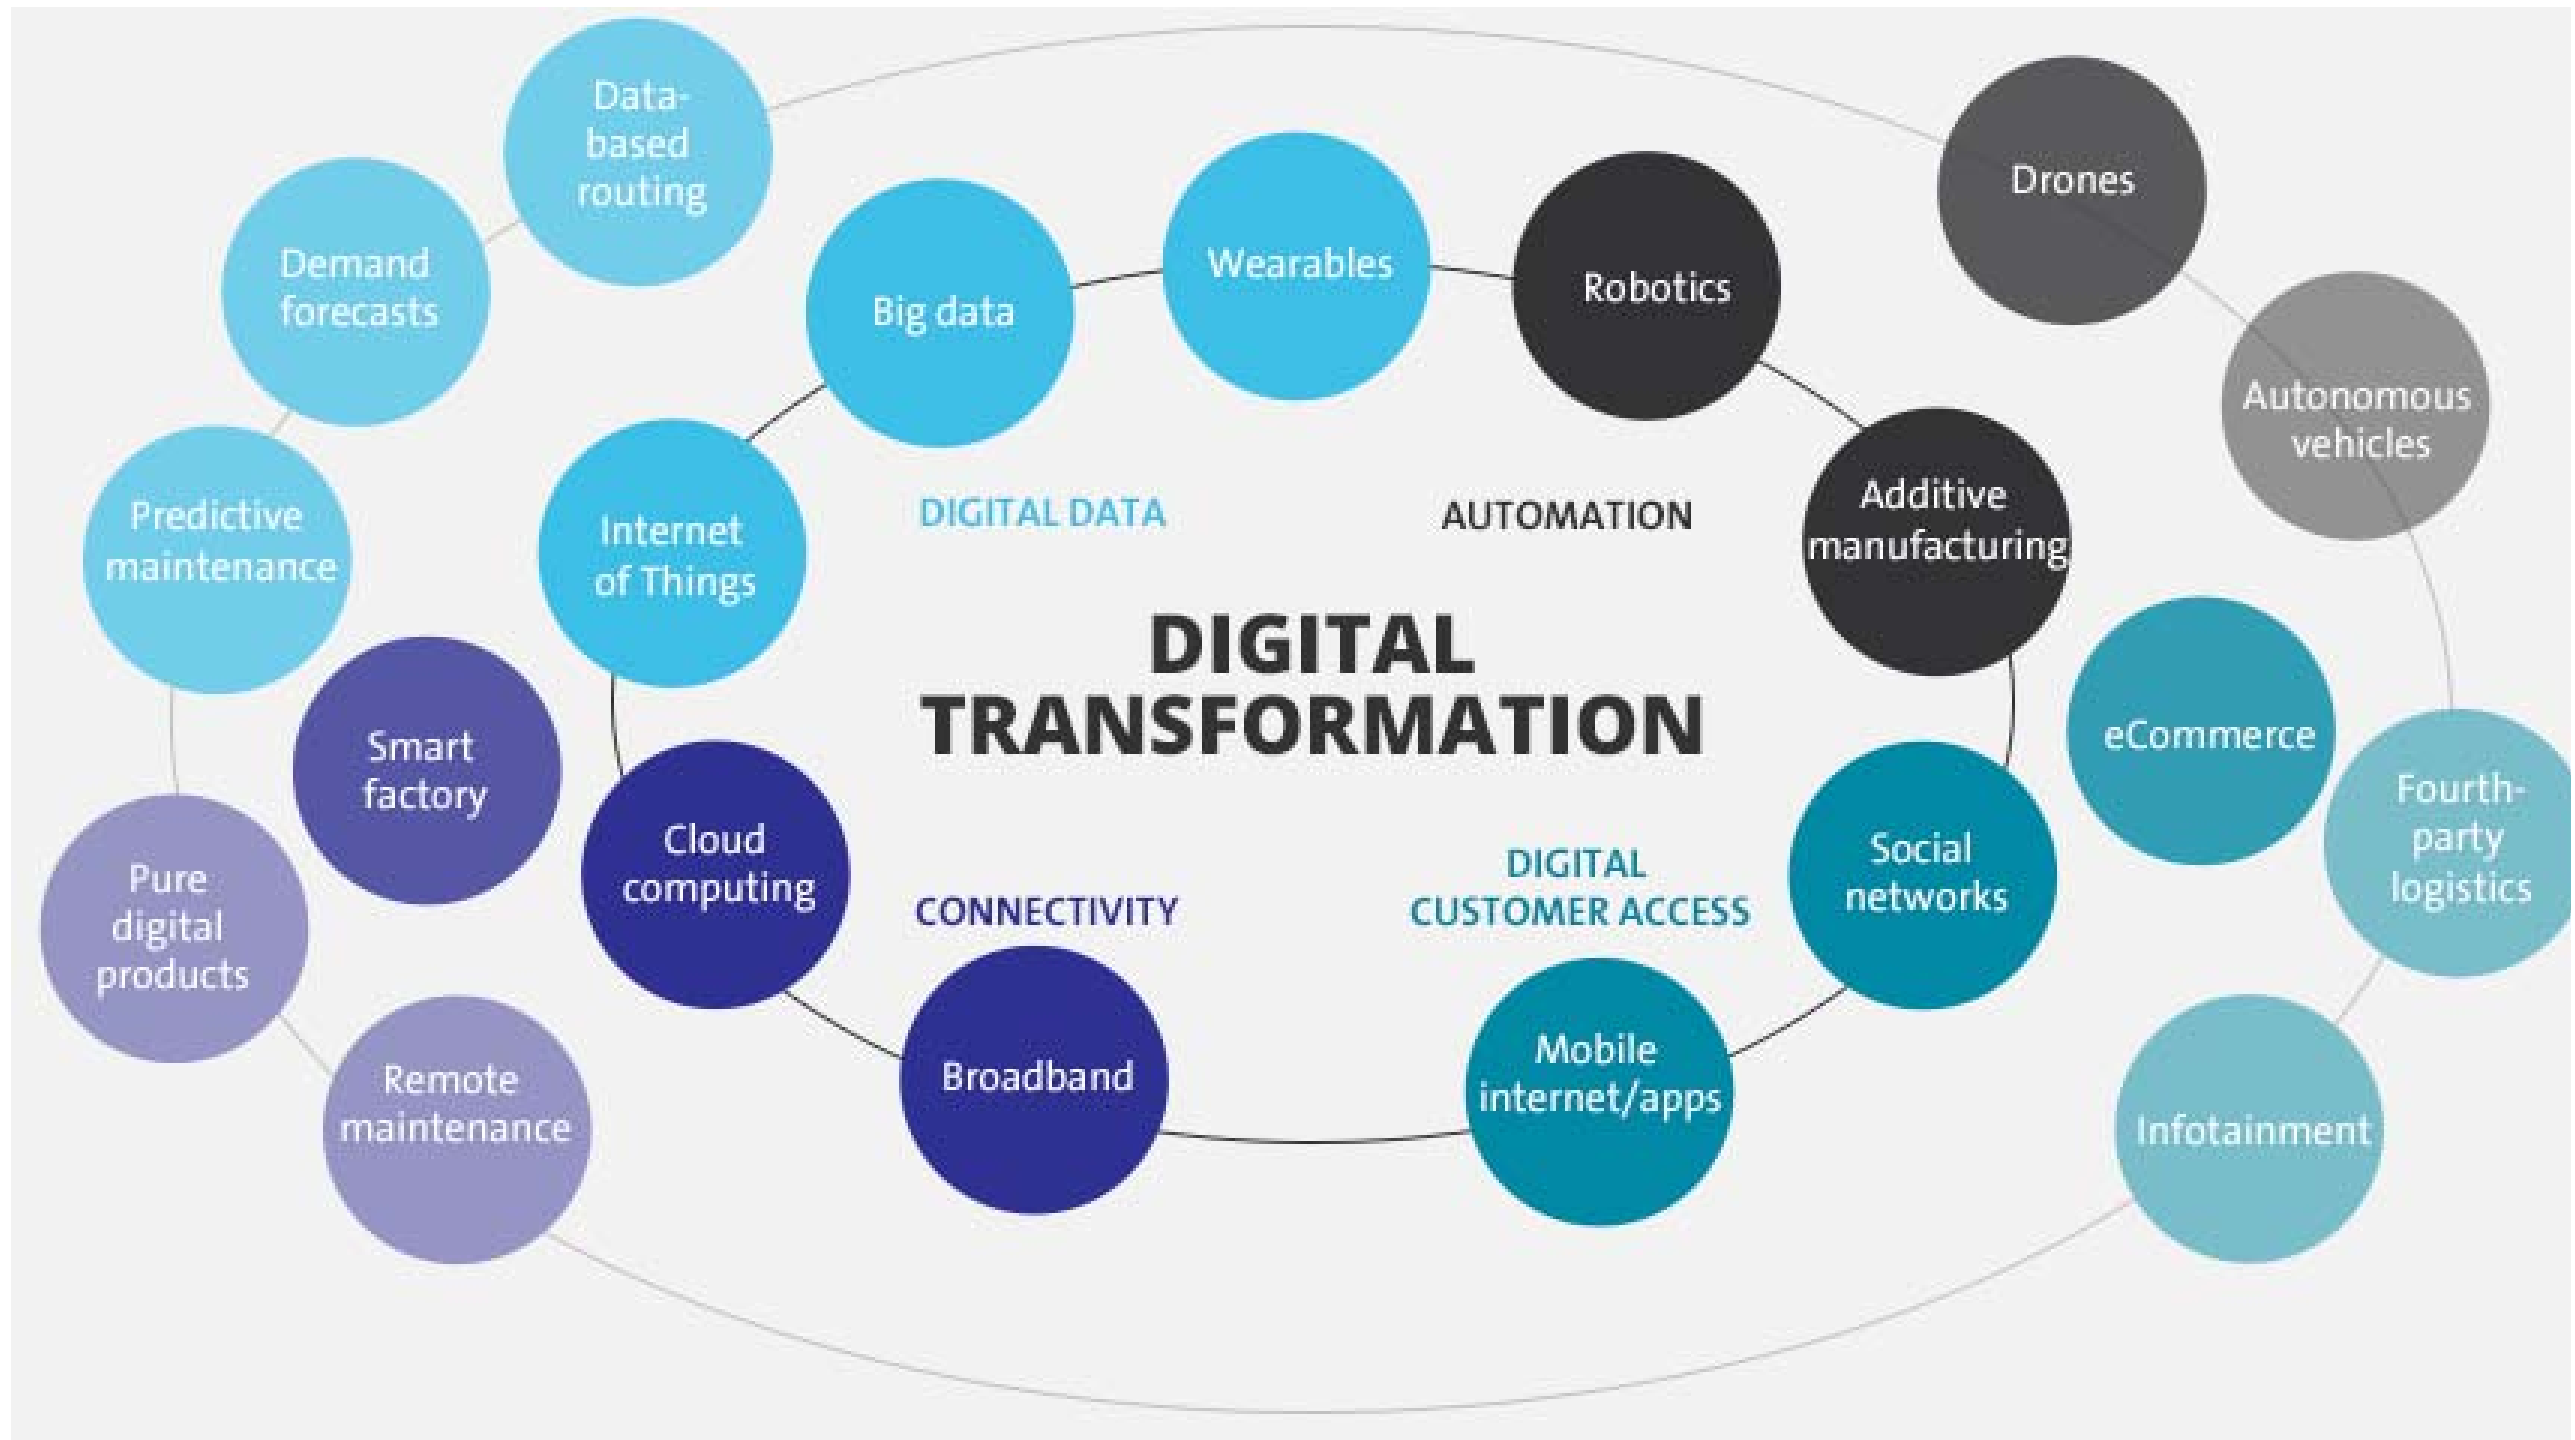 Data-
based
routing
Demand
forecasts
Predictive
maintenance
Smart
factory
Pure
digital
products
Remote
maintenance
Big data
Wearables
Robotics
Internet
of Things
Additive
manufacturing
Cloud
computing
Broadband
Mobile
internet/apps
Social
networks
DIGITAL DATA
AUTOMATION
DIGITAL
TRANSFORMATION
CONNECTIVITY
DIGITAL
CUSTOMER ACCESS
Drones
Autonomous
vehicles
eCommerce
Fourth-
party
logistics
Infotainment